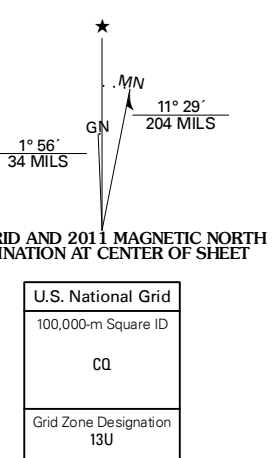 ★
MN
11° 29´
204 MILS
GN
1° 56´
34 MILS
RID AND 2011 MAGNETIC NORTH
INATION AT CENTER OF SHEET
U.S. National Grid
100,000-m Square ID
CQ
Grid Zone Designation
13U